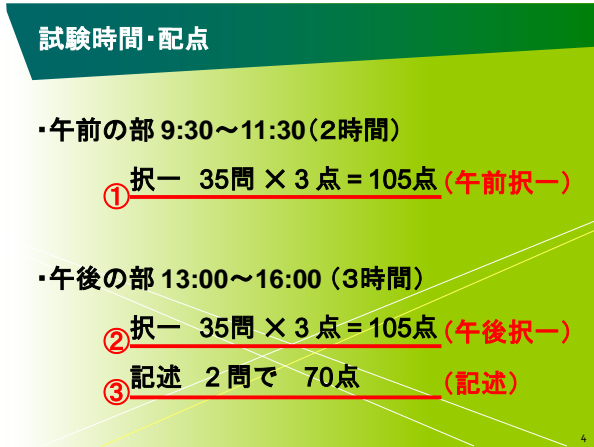 試験時間・配点
・午前の部 9:30～11:30(2時間)
① 択一 35問 × 3 点 = 105点 (午前択一)
・午後の部 13:00～16:00 (3時間)
② 択一 35問 × 3 点 = 105点 (午後択一)
③ 記述 2 問で 70点 (記述)
4